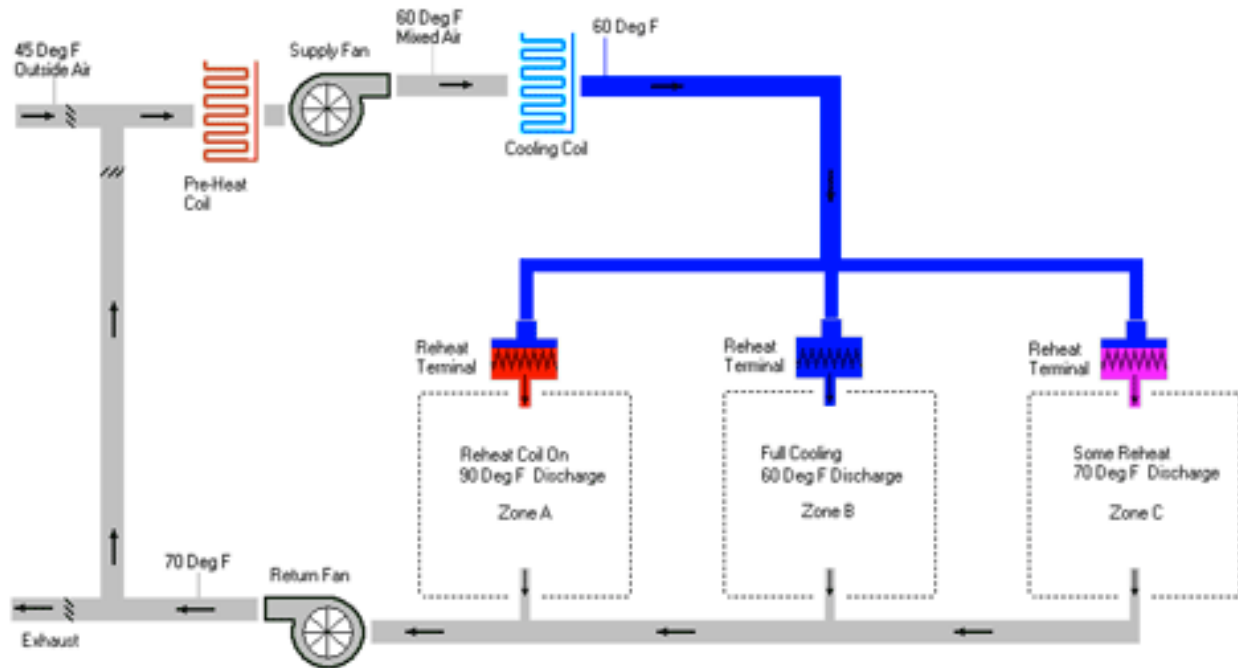 45 Deg F
Outside Air
Supply Fan
60 Deg F
Mixed Air
60 Deg F
Pre-Heat
Coil
Cooling Coil
Reheat
Terminal
Reheat
Terminal
Reheat
Terminal
Reheat Coil On
90 Deg F Discharge
Zone A
Full Cooling
60 Deg F Discharge
Zone B
Some Reheat
70 Deg F Discharge
Zone C
70 Deg F
Return Fan
Exhaust